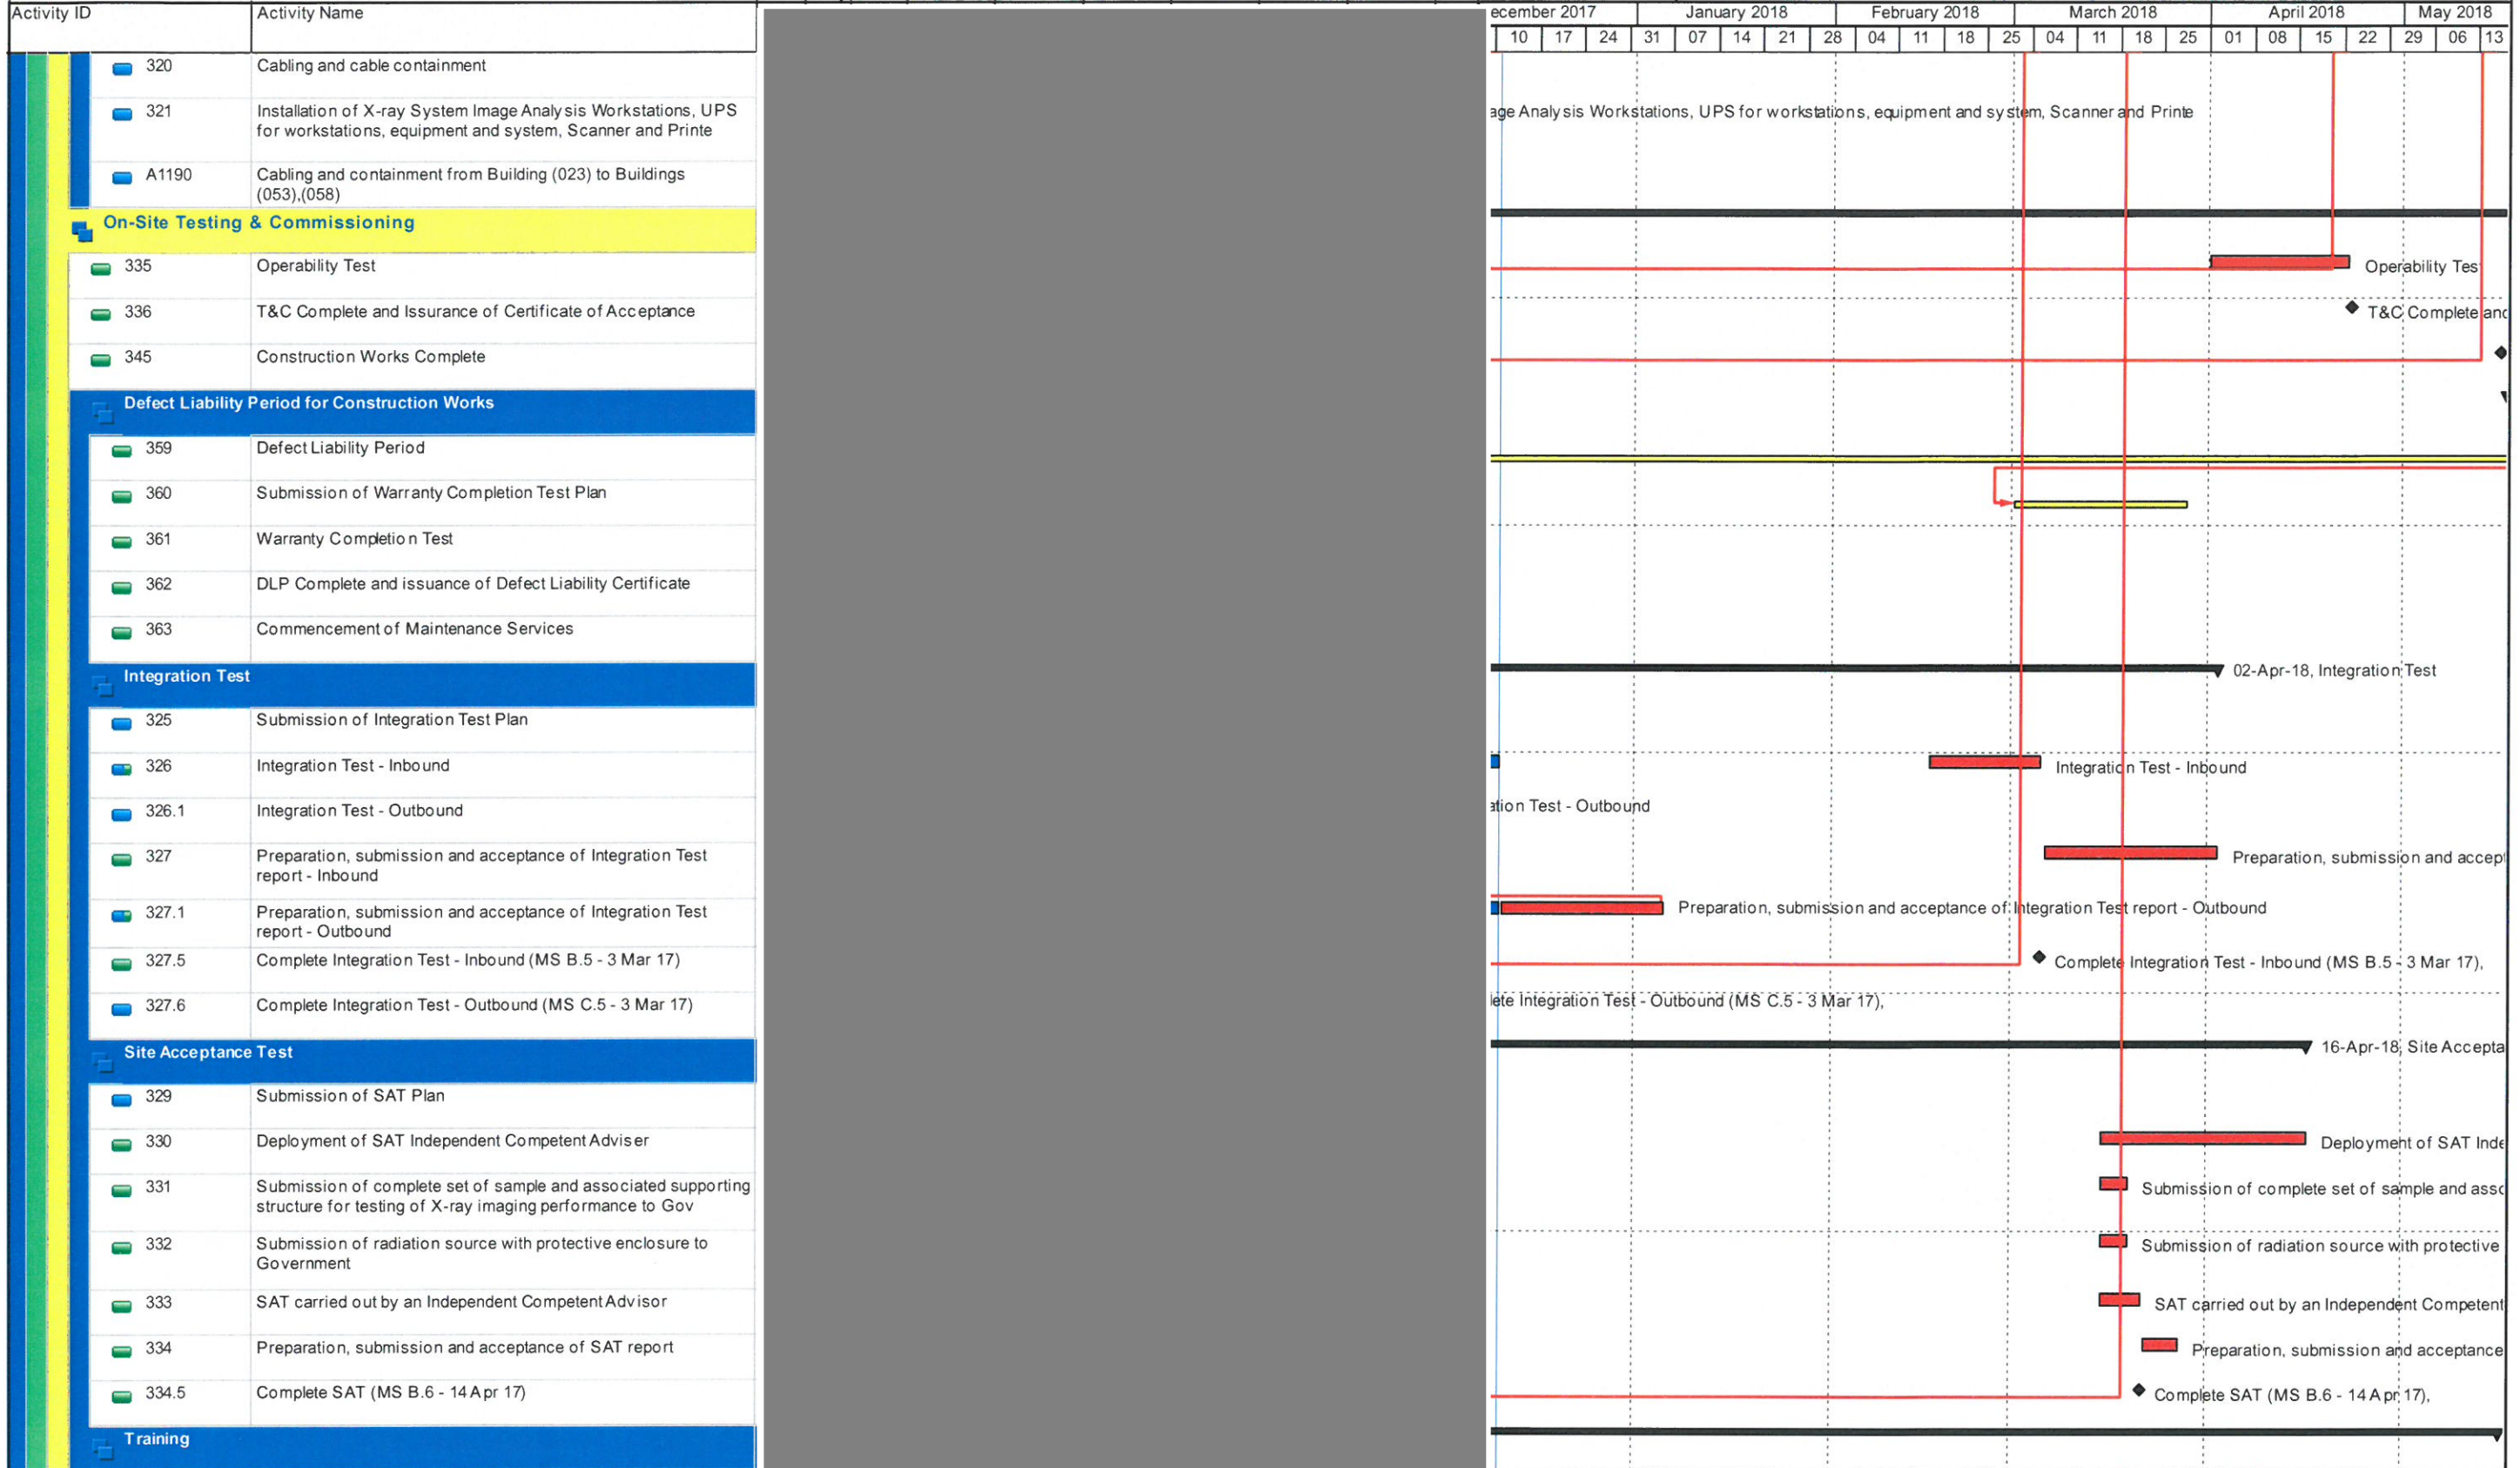 Activity ID
Activity Name
ecember 2017
January 2018
February 2018
March 2018
April 2018
May 2018
10 17 24 31 07 14 21 28 04 11 18 25 04 11 18 25 01 08 15 22 29 06 13
320 Cabling and cable containment
321 Installation of X-ray System Image Analysis Workstations, UPS
for workstations, equipment and system, Scanner and Printe
age Analysis Workstations, UPS for workstations, equipment and system, Scanner and Printe
A1190 Cabling and containment from Building (023) to Buildings
(053),(058)
On-Site Testing & Commissioning
335 Operability Test
Operability Tes
336 T&C Complete and Issurance of Certificate of Acceptance
T&C Complete and
345 Construction Works Complete
Defect Liability Period for Construction Works
359 Defect Liability Period
360 Submission of Warranty Completion Test Plan
361 Warranty Completion Test
362 DLP Complete and issuance of Defect Liability Certificate
363 Commencement of Maintenance Services
Integration Test
02-Apr-18, Integration Test
325 Submission of Integration Test Plan
326 Integration Test - Inbound
Integration Test - Inbound
326.1 Integration Test - Outbound
ation Test - Outbound
327 Preparation, submission and acceptance of Integration Test
report - Inbound
Preparation, submission and accept
327.1 Preparation, submission and acceptance of Integration Test
report - Outbound
Preparation, submission and acceptance of Integration Test report - Outbound
327.5 Complete Integration Test - Inbound (MS B.5 - 3 Mar 17)
Complete Integration Test - Inbound (MS B.5 - 3 Mar 17),
327.6 Complete Integration Test - Outbound (MS C.5 - 3 Mar 17)
lete Integration Test - Outbound (MS C.5 - 3 Mar 17),
Site Acceptance Test
16-Apr-18, Site Accepta
329 Submission of SAT Plan
330 Deployment of SAT Independent Competent Adviser
Deployment of SAT Inde
331 Submission of complete set of sample and associated supporting
structure for testing of X-ray imaging performance to Gov
Submission of complete set of sample and asso
332 Submission of radiation source with protective enclosure to
Government
Submission of radiation source with protective
333 SAT carried out by an Independent Competent Advisor
SAT carried out by an Independent Competent
334 Preparation, submission and acceptance of SAT report
Preparation, submission and acceptance
334.5 Complete SAT (MS B.6 - 14 Apr 17)
Complete SAT (MS B.6 - 14 Apr 17),
Training